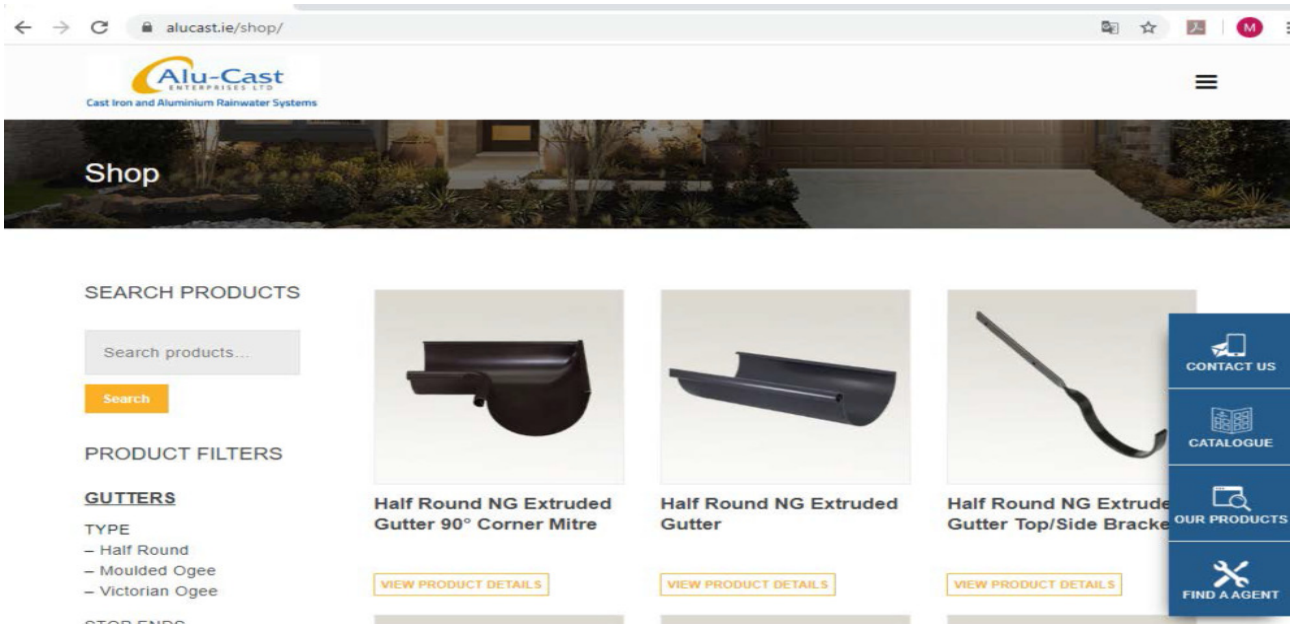 alucast.ie/shop/
M
Alu-Cast
ENTERPRISES LTD
Cast Iron and Aluminium Rainwater Systems
Shop
SEARCH PRODUCTS
Search products...
Search
PRODUCT FILTERS
GUTTERS
TYPE
– Half Round
– Moulded Ogee
– Victorian Ogee
STOP ENDS
Half Round NG Extruded
Gutter 90° Corner Mitre
VIEW PRODUCT DETAILS
Half Round NG Extruded
Gutter
VIEW PRODUCT DETAILS
Half Round NG Extrude
Gutter Top/Side Bracke
VIEW PRODUCT DETAILS
CONTACT US
CATALOGUE
OUR PRODUCTS
FIND A AGENT